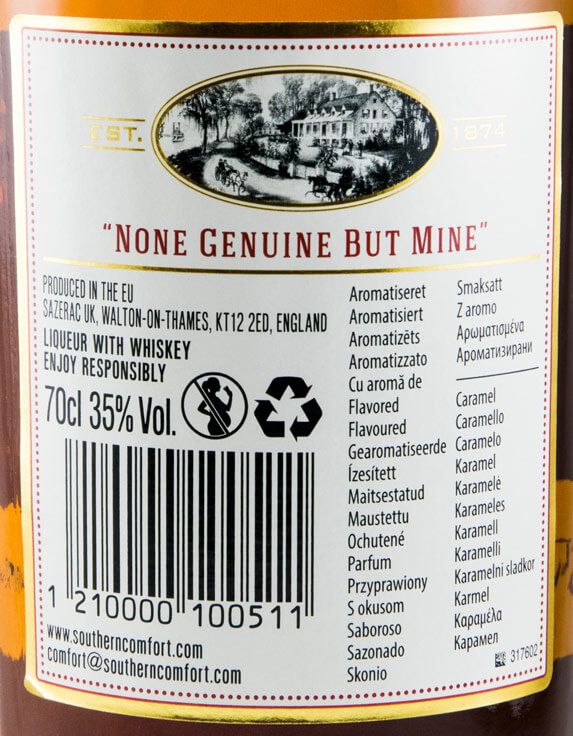 EST. 1874
"NONE GENUINE BUT MINE"
PRODUCED IN THE EU
SAZERAC UK, WALTON-ON-THAMES, KT12 2ED, ENGLAND
LIQUEUR WITH WHISKEY
ENJOY RESPONSIBLY
70cl 35% Vol.
1 210000 100511
www.southerncomfort.com
comfort@southerncomfort.com
Aromatiseret
Aromatisiert
Aromatizēts
Aromatizzato
Cu aromă de
Flavored
Flavoured
Gearomatiseerde
Ízesített
Maitsestatud
Maustettu
Ochutené
Parfum
Przyprawiony
S okusom
Saboroso
Sazonado
Skonio
Smaksatt
Z aromo
Αρωματισμένα
Ароматизирани
Caramel
Caramello
Caramelo
Karamel
Karamelė
Karameles
Karamell
Karamelli
Karamelni sladkor
Karmel
Καραμέλα
Карамел
317602